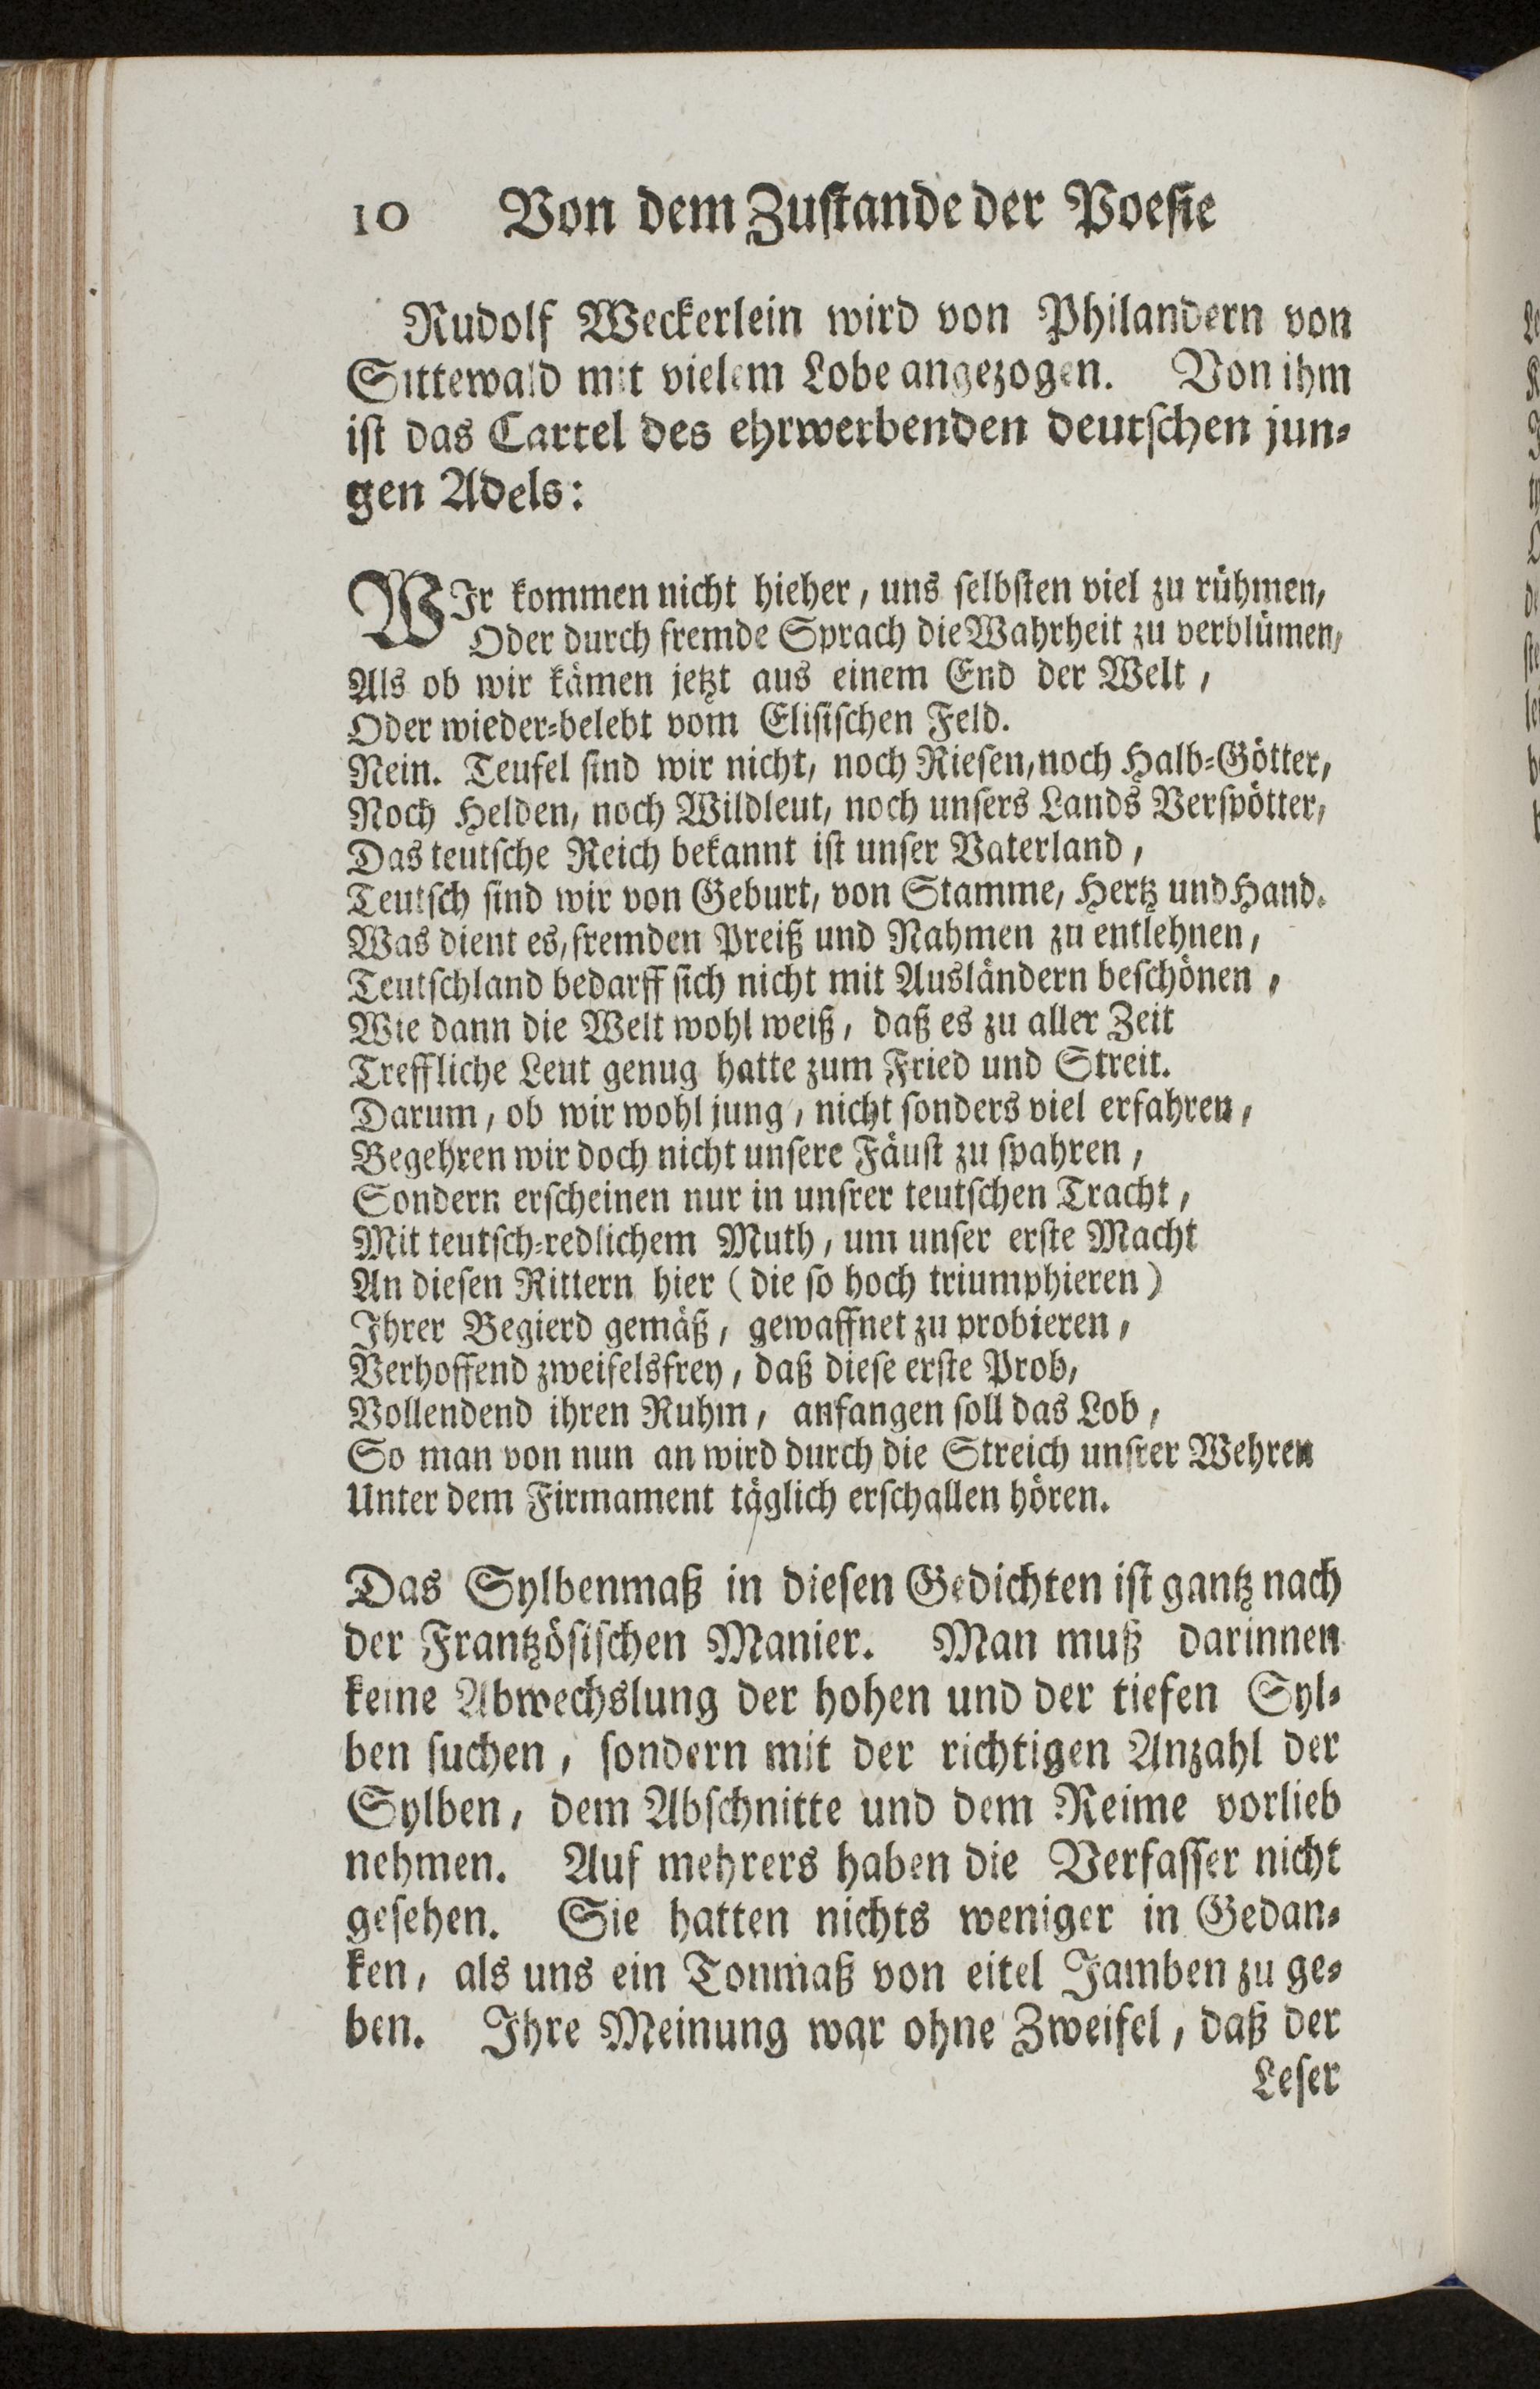 10 Von dem Zuſtande der Poeſie
Rudolf Weckerlein wird von Philandern von
Sittewald mit vielem Lobe angezogen. Von ihm
iſt das Cartel des ehrwerbenden deutſchen jun⸗
gen Adels:
WIr kommen nicht hieher, uns ſelbſten viel zu rühmen,
Oder durch fremde Sprach die Wahrheit zu verblümen,
Als ob wir kämen jetzt aus einem End der Welt,
Oder wieder⸗belebt vom Eliſiſchen Feld.
Nein. Teufel ſind wir nicht, noch Rieſen, noch Halb⸗Götter,
Noch Helden, noch Wildleut, noch unſers Lands Verſpötter,
Das teutſche Reich bekannt iſt unſer Vaterland,
Teutſch ſind wir von Geburt, von Stamme, Hertz und Hand.
Was dient es, fremden Preiß und Nahmen zu entlehnen,
Teutſchland bedarff ſich nicht mit Ausländern beſchönen,
Wie dann die Welt wohl weiß, daß es zu aller Zeit
Treffliche Leut genug hatte zum Fried und Streit.
Darum, ob wir wohl jung, nicht ſonders viel erfahren,
Begehren wir doch nicht unſere Fäuſt zu ſpahren,
Sondern erſcheinen nur in unſrer teutſchen Tracht,
Mit teutſch⸗redlichem Muth, um unſer erſte Macht
An dieſen Rittern hier (die ſo hoch triumphieren)
Ihrer Begierd gemäß, gewaffnet zu probieren,
Verhoffend zweifelsfrey, daß dieſe erſte Prob,
Vollendend ihren Ruhm, anfangen ſoll das Lob,
So man von nun an wird durch die Streich unſrer Wehren
Unter dem Firmament täglich erſchallen hören.
Das Sylbenmaß in dieſen Gedichten iſt gantz nach
der Frantzöſiſchen Manier. Man muß darinnen
keine Abwechslung der hohen und der tiefen Syl⸗
ben ſuchen, ſondern mit der richtigen Anzahl der
Sylben, dem Abſchnitte und dem Reime vorlieb
nehmen. Auf mehrers haben die Verfaſſer nicht
geſehen. Sie hatten nichts weniger in Gedan⸗
ken, als uns ein Tonmaß von eitel Jamben zu ge⸗
ben. Ihre Meinung war ohne Zweifel, daß der
Leſer